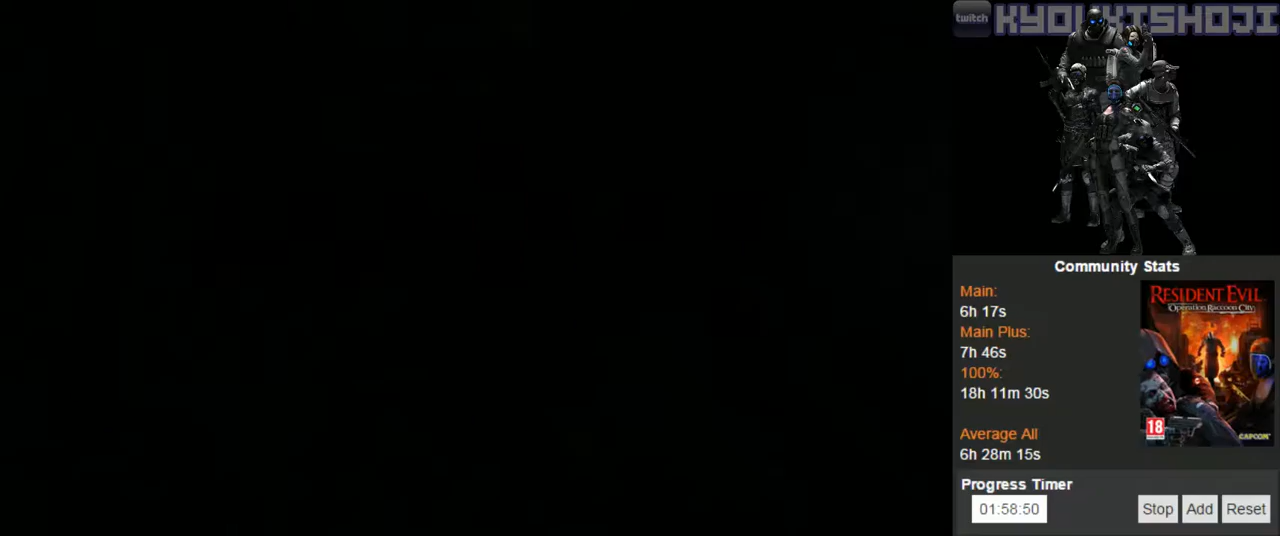 twitch KYOUKISHOJI
Community Stats
Main:
6h 17s
Main Plus:
7h 46s
100%:
18h 11m 30s
Average All
6h 28m 15s
RESIDENT EVIL
Operation Raccoon City
18
CAPCOM
Progress Timer
01:58:50 Stop Add Reset